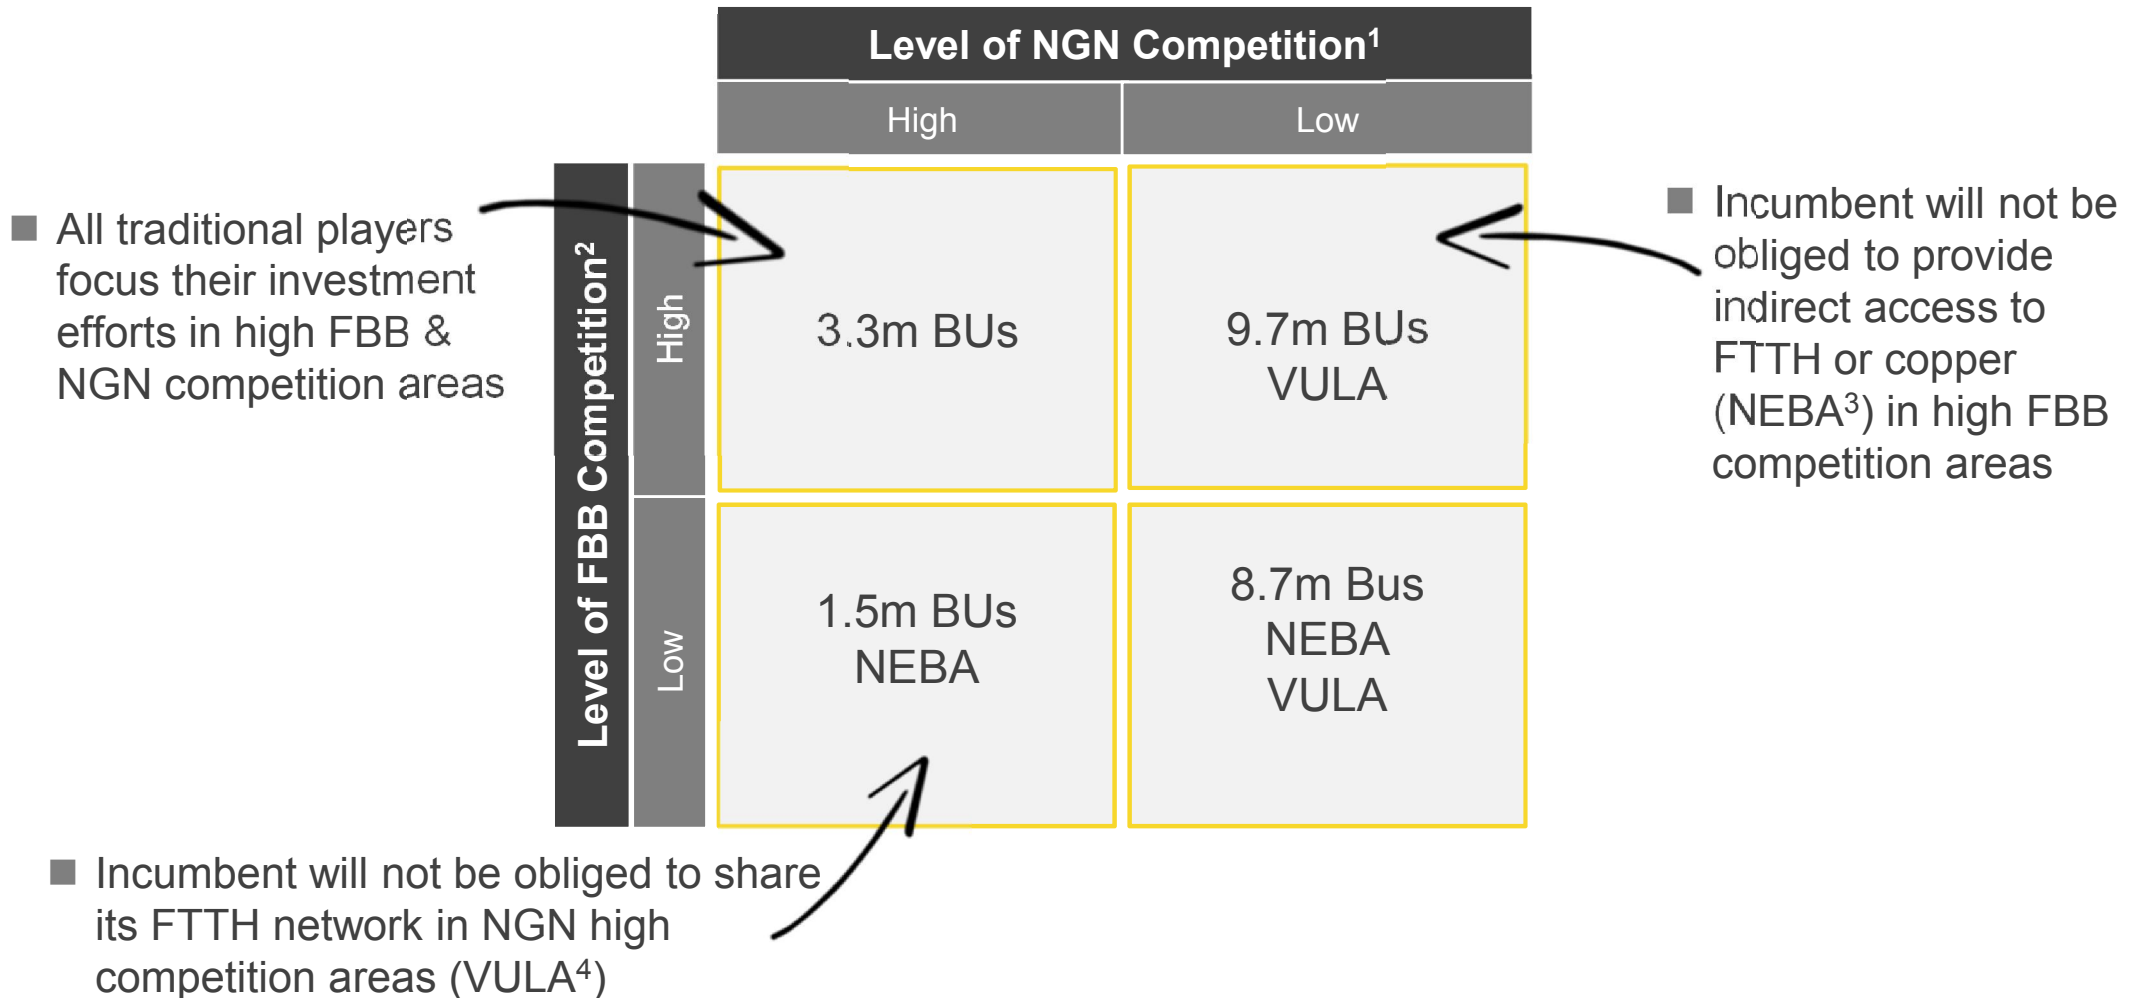 Level of NGN Competition¹
High
Low
■ All traditional players
focus their investment
efforts in high FBB &
NGN competition areas
Level of FBB Competition²
High
3.3m BUs
9.7m BUs
VULA
■ Incumbent will not be
obliged to provide
indirect access to
FTTH or copper
(NEBA³) in high FBB
competition areas
Low
1.5m BUs
NEBA
8.7m Bus
NEBA
VULA
■ Incumbent will not be obliged to share
its FTTH network in NGN high
competition areas (VULA⁴)